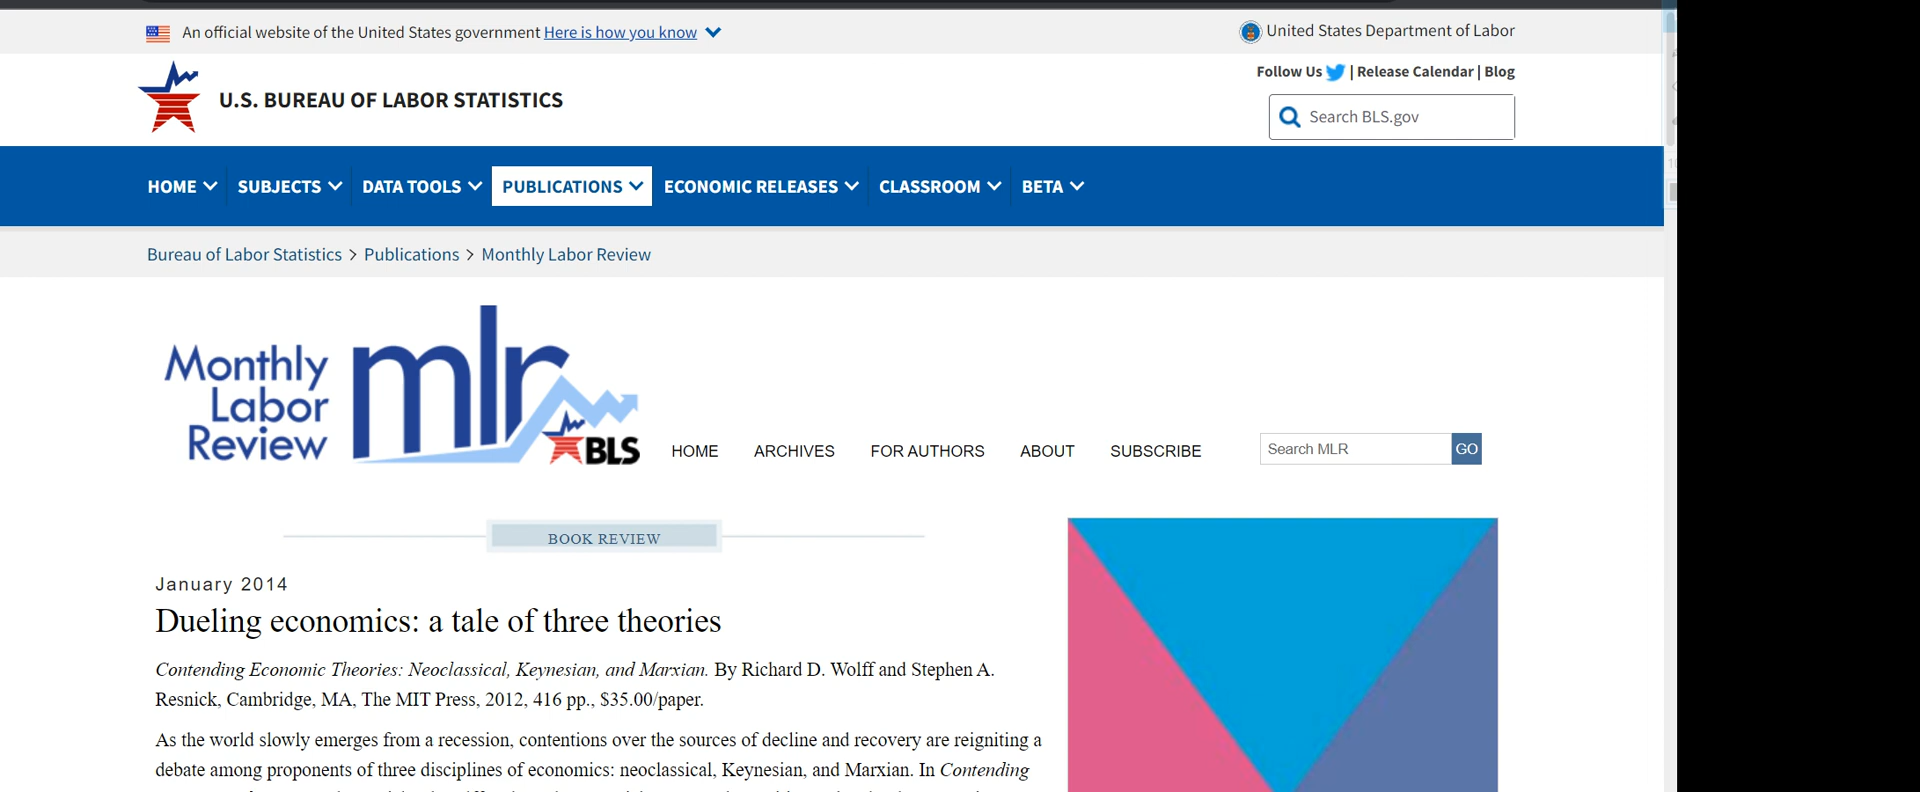 An official website of the United States government Here is how you know
United States Department of Labor
U.S. BUREAU OF LABOR STATISTICS
Follow Us | Release Calendar | Blog
Search BLS.gov
HOME SUBJECTS DATA TOOLS PUBLICATIONS ECONOMIC RELEASES CLASSROOM BETA
Bureau of Labor Statistics > Publications > Monthly Labor Review
Monthly
Labor
Review
mlr
BLS
HOME ARCHIVES FOR AUTHORS ABOUT SUBSCRIBE
Search MLR GO
BOOK REVIEW
January 2014
Dueling economics: a tale of three theories
Contending Economic Theories: Neoclassical, Keynesian, and Marxian. By Richard D. Wolff and Stephen A.
Resnick, Cambridge, MA, The MIT Press, 2012, 416 pp., $35.00/paper.
As the world slowly emerges from a recession, contentions over the sources of decline and recovery are reigniting a
debate among proponents of three disciplines of economics: neoclassical, Keynesian, and Marxian. In Contending